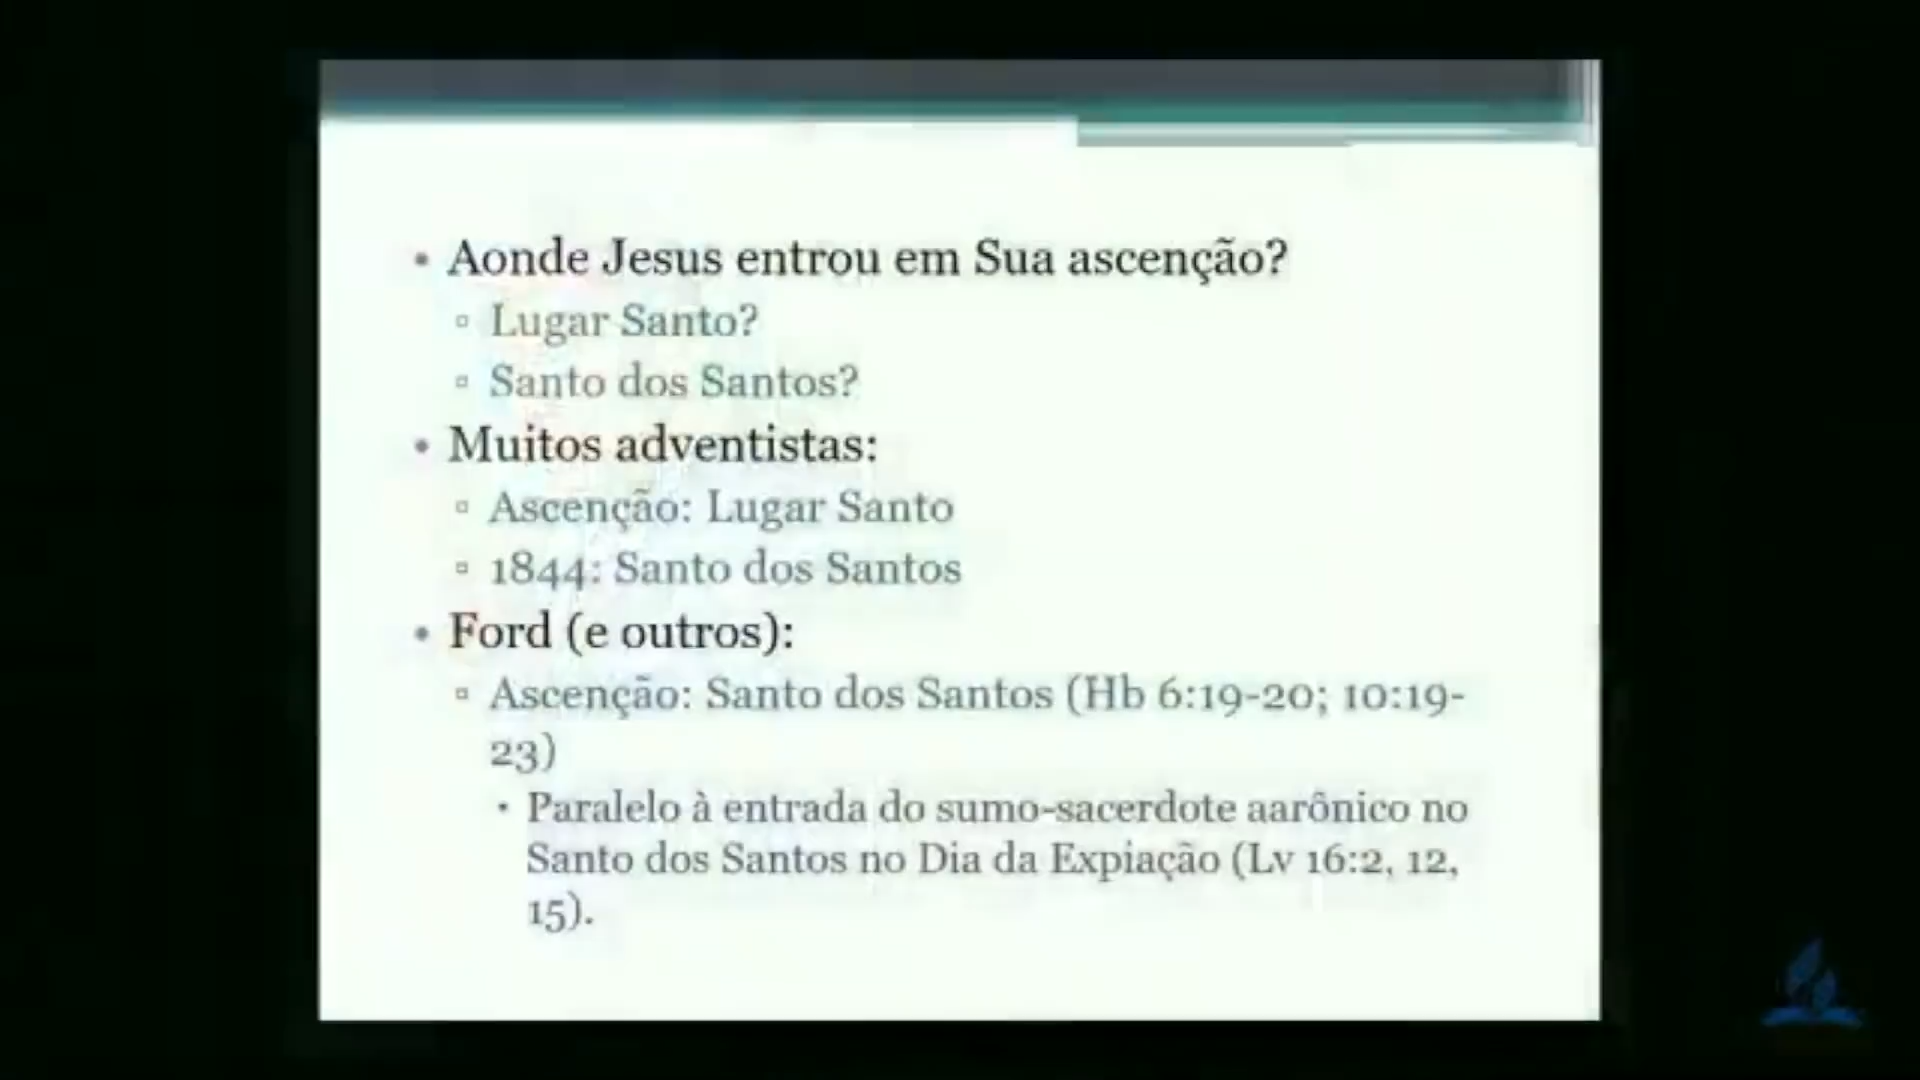 • Aonde Jesus entrou em Sua ascenção?
▫ Lugar Santo?
▫ Santo dos Santos?
• Muitos adventistas:
▫ Ascenção: Lugar Santo
▫ 1844: Santo dos Santos
• Ford (e outros):
▫ Ascenção: Santo dos Santos (Hb 6:19-20; 10:19-
23)
• Paralelo à entrada do sumo-sacerdote aarônico no
Santo dos Santos no Dia da Expiação (Lv 16:2, 12,
15).